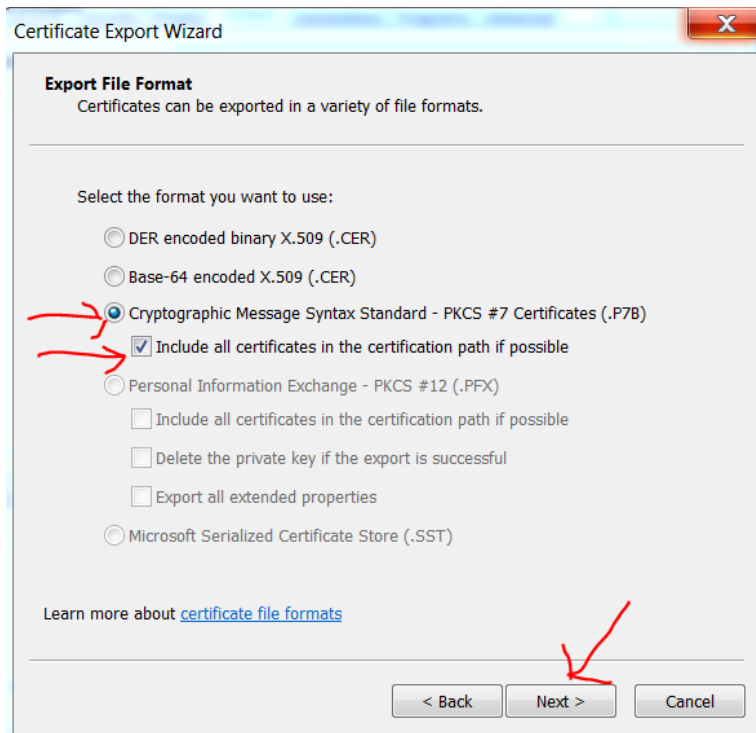 Certificate Export Wizard
X
Export File Format
Certificates can be exported in a variety of file formats.
Select the format you want to use:
DER encoded binary X.509 (.CER)
Base-64 encoded X.509 (.CER)
Cryptographic Message Syntax Standard - PKCS #7 Certificates (.P7B)
Include all certificates in the certification path if possible
Personal Information Exchange - PKCS #12 (.PFX)
Include all certificates in the certification path if possible
Delete the private key if the export is successful
Export all extended properties
Microsoft Serialized Certificate Store (.SST)
Learn more about certificate file formats
< Back Next > Cancel